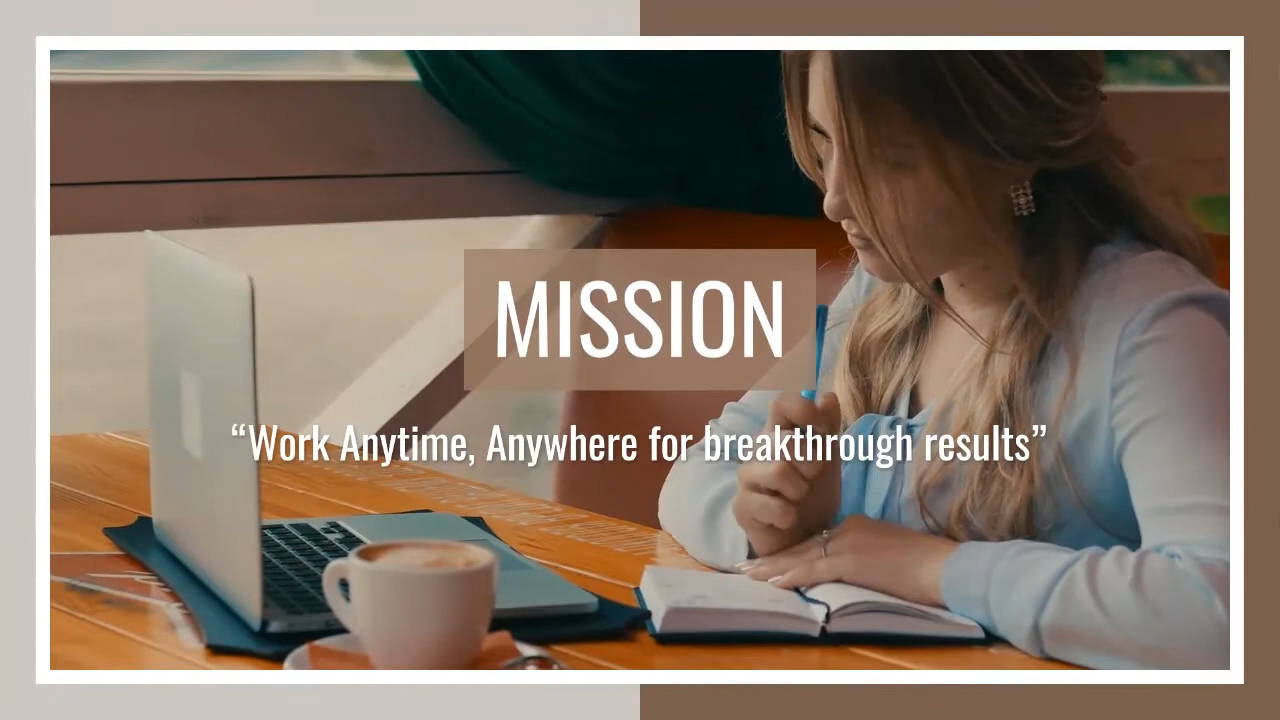 MISSION
“Work Anytime, Anywhere for breakthrough results”